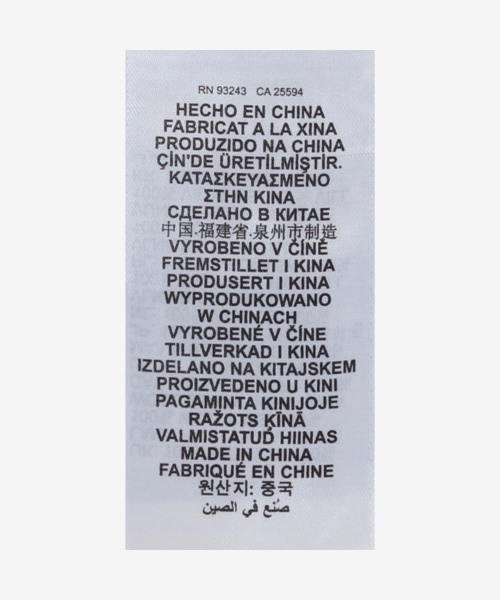 RN 93243 CA 25594
HECHO EN CHINA
FABRICAT A LA XINA
PRODUZIDO NA CHINA
ÇİN'DE ÜRETİLMİŞTİR.
ΚΑΤΑΣΚΕΥΑΣΜΕΝΟ
ΣΤΗΝ ΚΙΝΑ
СДЕЛАНО В КИТАЕ
中国.福建省.泉州市制造
VYROBENO V ČÍNĚ
FREMSTILLET I KINA
PRODUSERT I KINA
WYPRODUKOWANO
W CHINACH
VYROBENÉ V ČÍNE
TILLVERKAD I KINA
IZDELANO NA KITAJSKEM
PROIZVEDENO U KINI
PAGAMINTA KINIJOJE
RAŽOTS ĶĪNĀ
VALMISTATUD HIINAS
MADE IN CHINA
FABRIQUÉ EN CHINE
원산지: 중국
صُنع في الصين